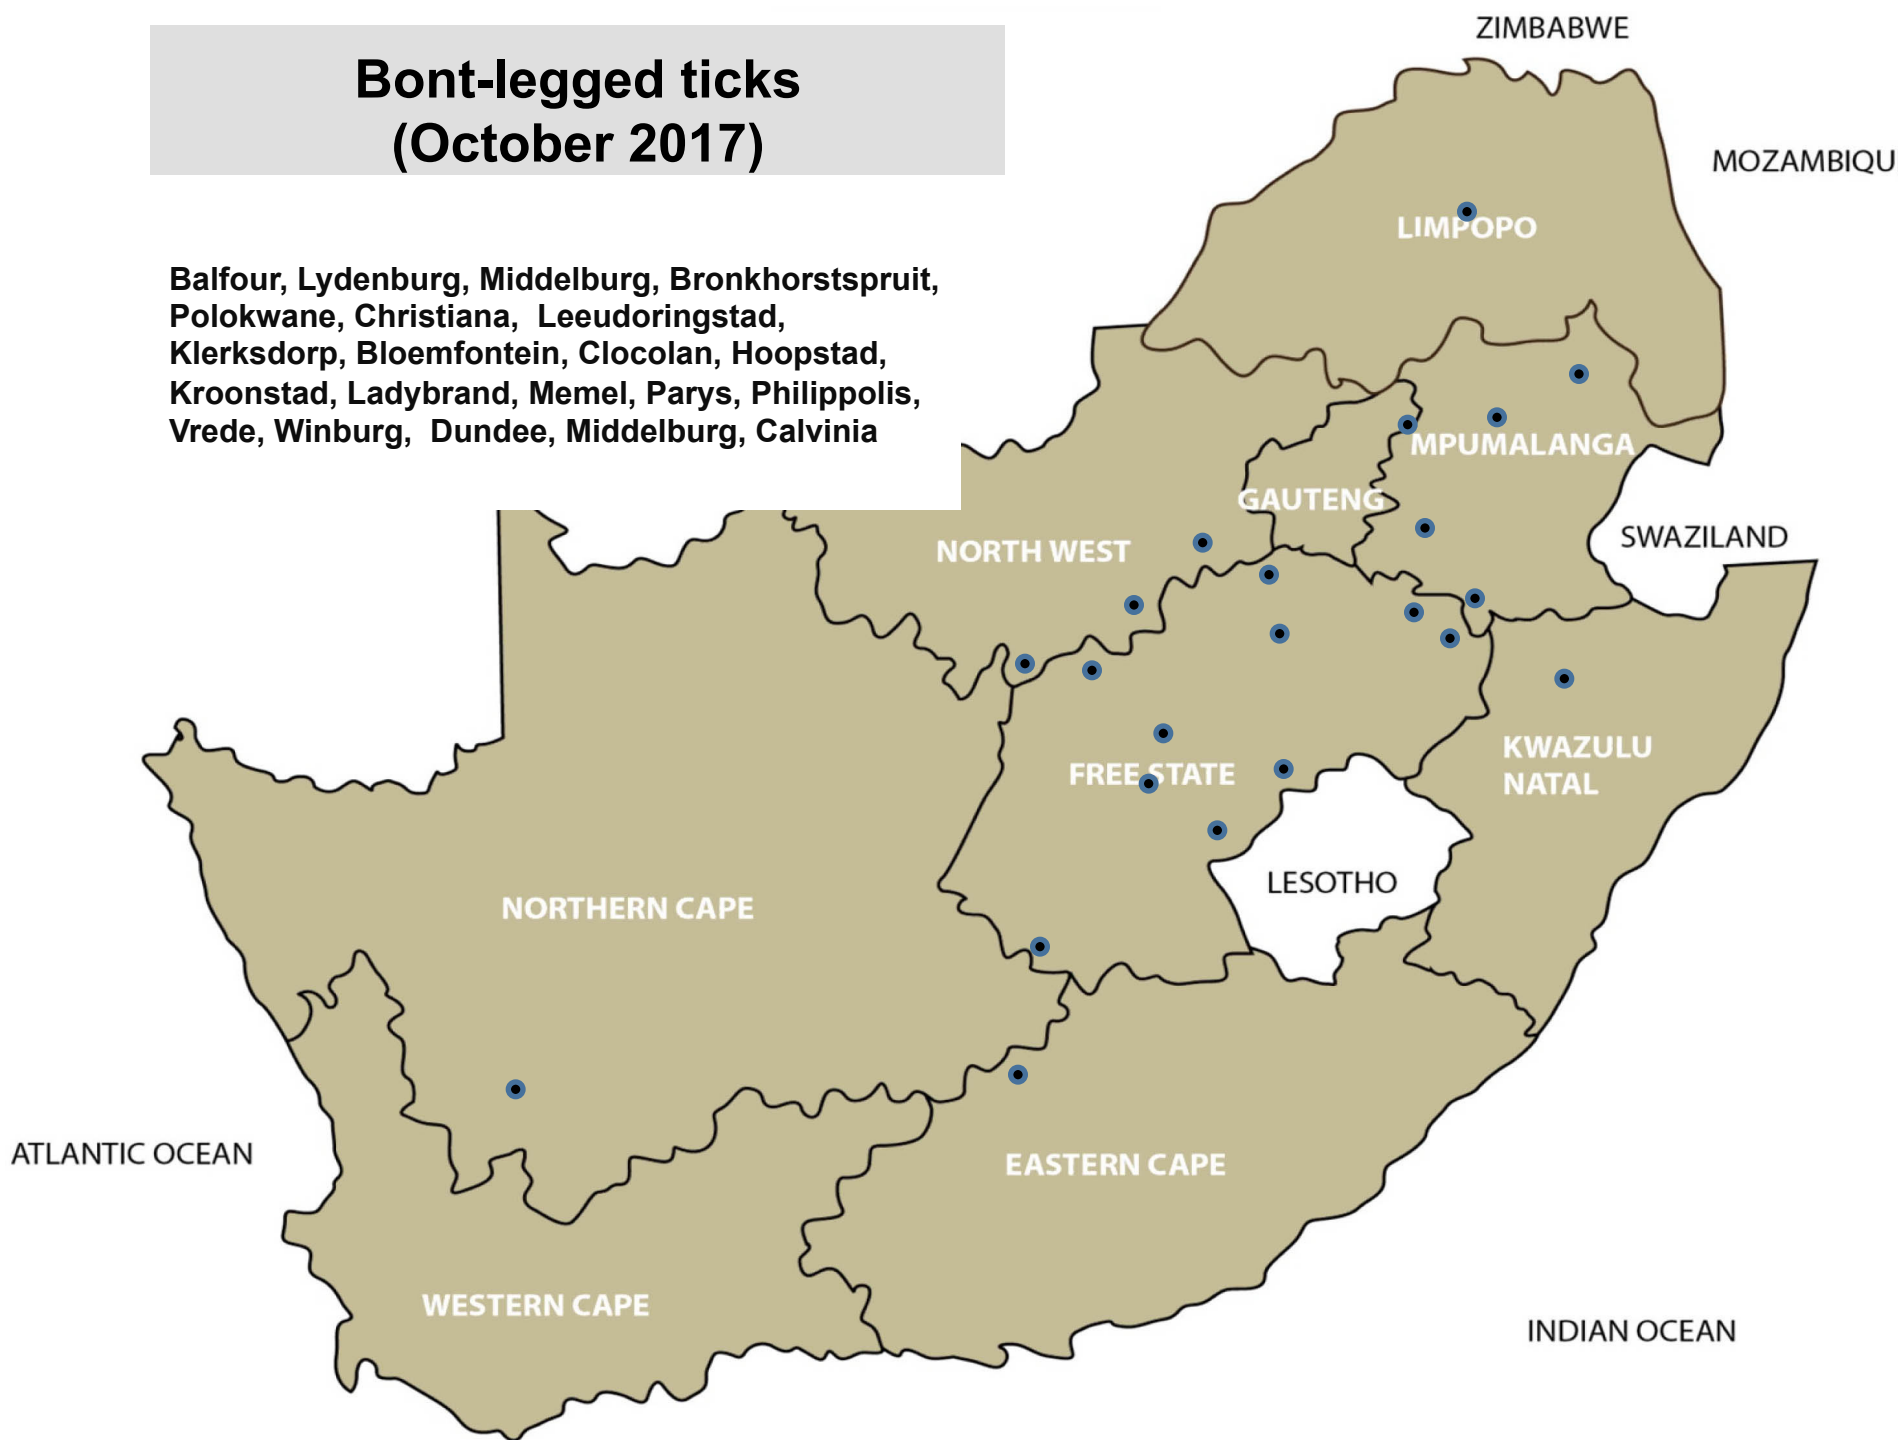 Bont-legged ticks
(October 2017)
Balfour, Lydenburg, Middelburg, Bronkhorstspruit,
Polokwane, Christiana, Leeudoringstad,
Klerksdorp, Bloemfontein, Clocolan, Hoopstad,
Kroonstad, Ladybrand, Memel, Parys, Philippolis,
Vrede, Winburg, Dundee, Middelburg, Calvinia
ZIMBABWE
MOZAMBIQU
LIMPOPO
MPUMALANGA
GAUTENG
NORTH WEST
SWAZILAND
KWAZULU
NATAL
FREE STATE
LESOTHO
NORTHERN CAPE
ATLANTIC OCEAN
EASTERN CAPE
WESTERN CAPE
INDIAN OCEAN